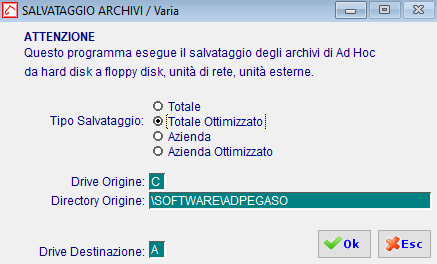 SALVATAGGIO ARCHIVI / Varia
ATTENZIONE
Questo programma esegue il salvataggio degli archivi di Ad Hoc
da hard disk a floppy disk, unità di rete, unità esterne.
Totale
Tipo Salvataggio: Totale Ottimizzato
Azienda
Azienda Ottimizzato
Drive Origine: C
Directory Origine: \SOFTWARE\ADPEGASO
Drive Destinazione: A
Ok Esc